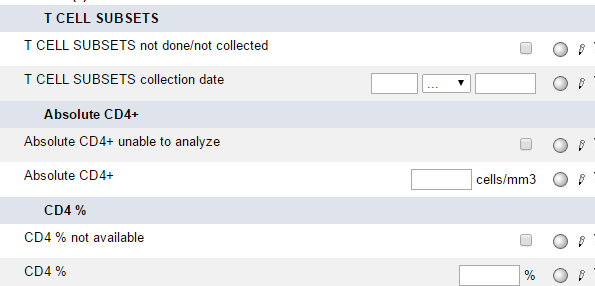 T CELL SUBSETS
T CELL SUBSETS not done/not collected
T CELL SUBSETS collection date ...
Absolute CD4+
Absolute CD4+ unable to analyze
Absolute CD4+ cells/mm3
CD4 %
CD4 % not available
CD4 % %